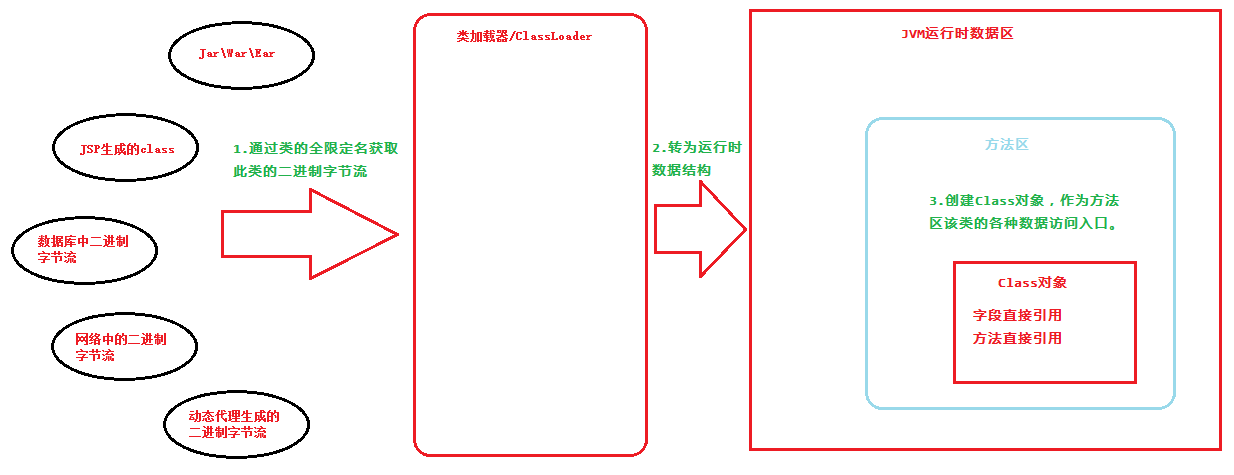 Jar\War\Ear
JSP生成的class
数据库中二进制
字节流
网络中的二进制
字节流
动态代理生成的
二进制字节流
1.通过类的全限定名获取
此类的二进制字节流
类加载器/ClassLoader
2.转为运行时
数据结构
JVM运行时数据区
方法区
3.创建Class对象，作为方法
区该类的各种数据访问入口。
Class对象
字段直接引用
方法直接引用